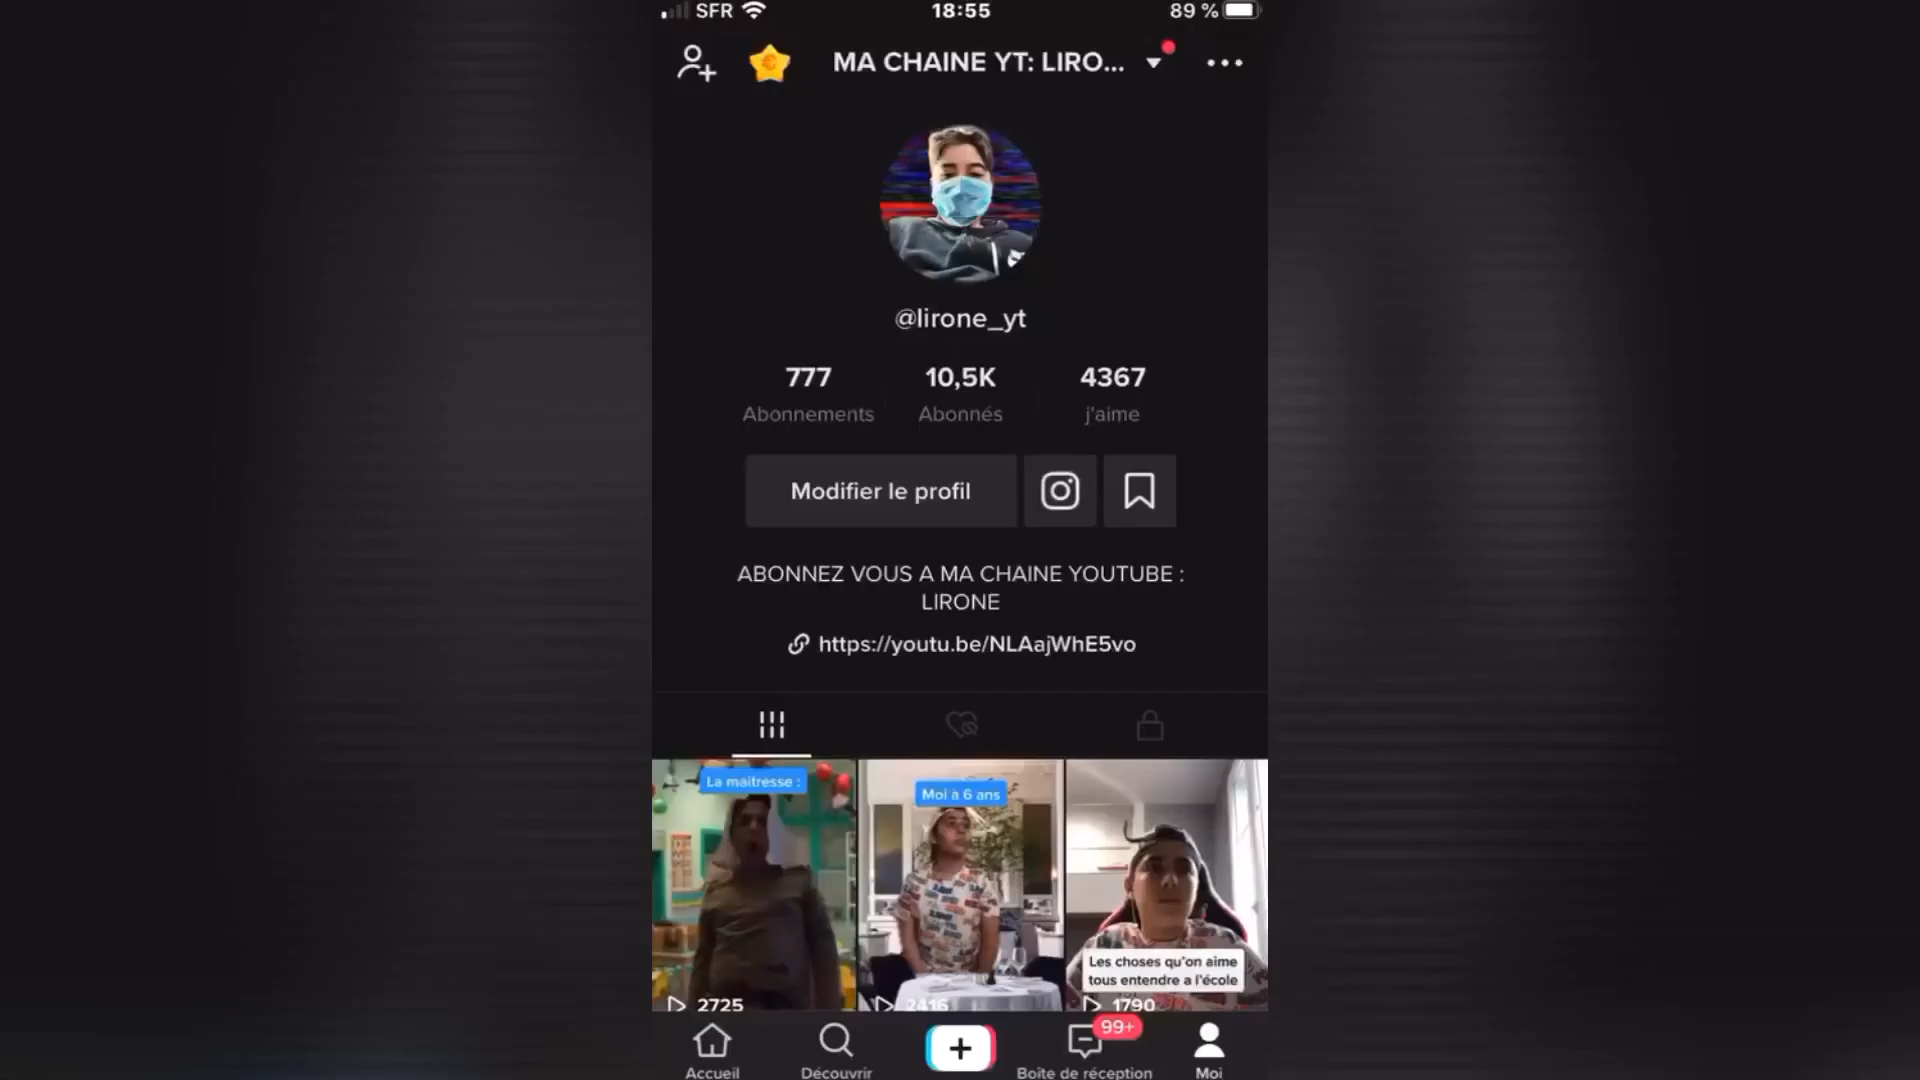 SFR 18:55 89 %
MA CHAINE YT: LIRO...
@lirone_yt
777 10,5K 4367
Abonnements Abonnés j'aime
Modifier le profil
ABONNEZ VOUS A MA CHAINE YOUTUBE :
LIRONE
https://youtu.be/NLAajWhE5vo
La maitresse :
Moi à 6 ans
Les choses qu'on aime
tous entendre a l'école
2725 2416 1790
99+
Accueil Découvrir Boîte de réception Moi